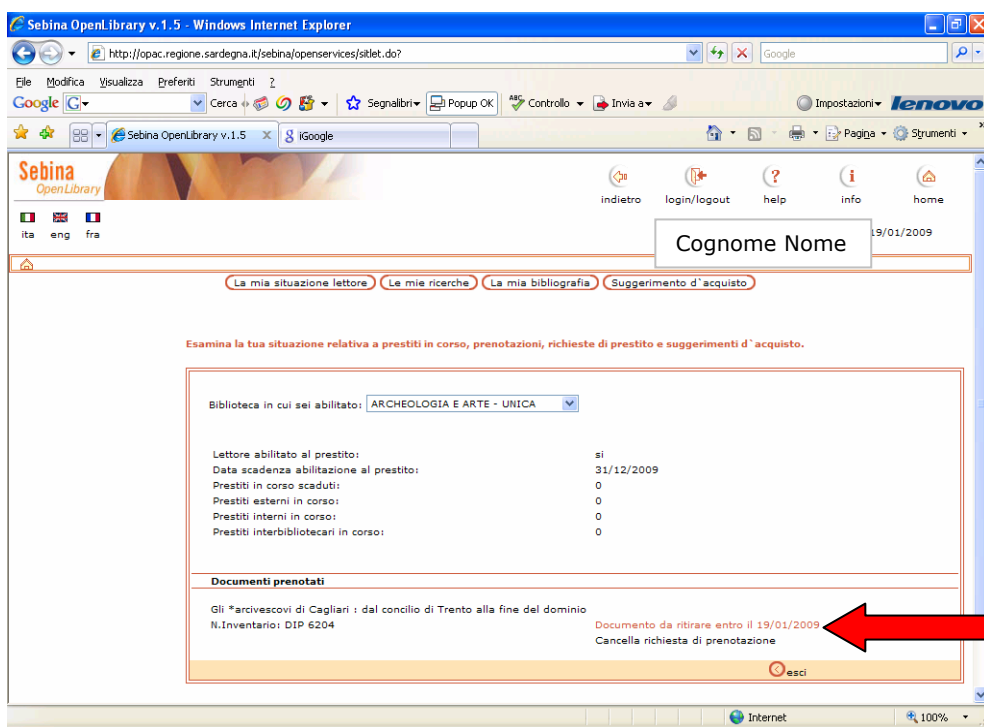 Sebina OpenLibrary v.1.5 - Windows Internet Explorer
http://opac.regione.sardegna.it/sebina/openservices/sitlet.do?
Google
File Modifica Visualizza Preferiti Strumenti ?
Google G Cerca Segnalibri Popup OK ABC Controllo Invia a Impostazioni lenovo
Sebina OpenLibrary v.1.5 X iGoogle Pagina Strumenti »
Sebina
OpenLibrary
indietro login/logout help info home
ita eng fra
Cognome Nome
19/01/2009
La mia situazione lettore Le mie ricerche La mia bibliografia Suggerimento d`acquisto
Esamina la tua situazione relativa a prestiti in corso, prenotazioni, richieste di prestito e suggerimenti d`acquisto.
Biblioteca in cui sei abilitato: ARCHEOLOGIA E ARTE - UNICA
Lettore abilitato al prestito: si
Data scadenza abilitazione al prestito: 31/12/2009
Prestiti in corso scaduti: 0
Prestiti esterni in corso: 0
Prestiti interni in corso: 0
Prestiti interbibliotecari in corso: 0
Documenti prenotati
Gli *arcivescovi di Cagliari : dal concilio di Trento alla fine del dominio
N.Inventario: DIP 6204 Documento da ritirare entro il 19/01/2009
Cancella richiesta di prenotazione
esci
Internet 100%